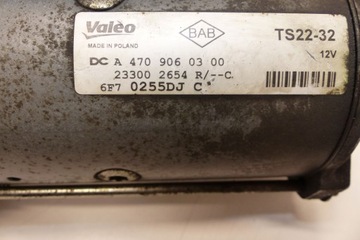 Valeo
BAB
TS22-32
MADE IN POLAND
12V
DC A 470 906 03 00
23300 2654 R/--C.
6F7 0255DJ C